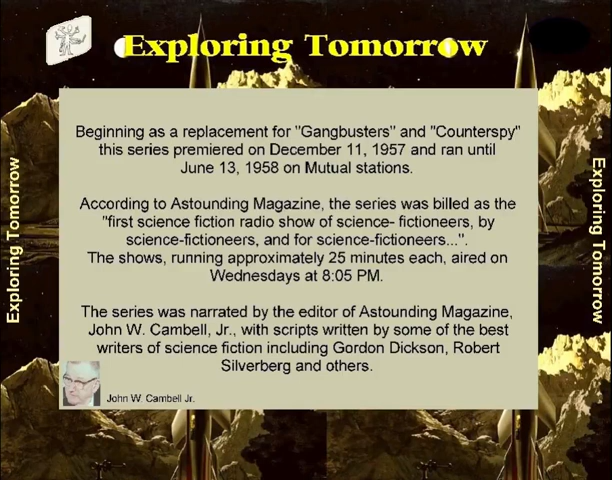 Exploring Tomorrow
Beginning as a replacement for "Gangbusters" and "Counterspy"
this series premiered on December 11, 1957 and ran until
June 13, 1958 on Mutual stations.
According to Astounding Magazine, the series was billed as the
"first science fiction radio show of science- fictioneers, by
science-fictioneers, and for science-fictioneers...".
The shows, running approximately 25 minutes each, aired on
Wednesdays at 8:05 PM.
The series was narrated by the editor of Astounding Magazine,
John W. Cambell, Jr., with scripts written by some of the best
writers of science fiction including Gordon Dickson, Robert
Silverberg and others.
John W. Cambell Jr.
Exploring Tomorrow
Exploring Tomorrow